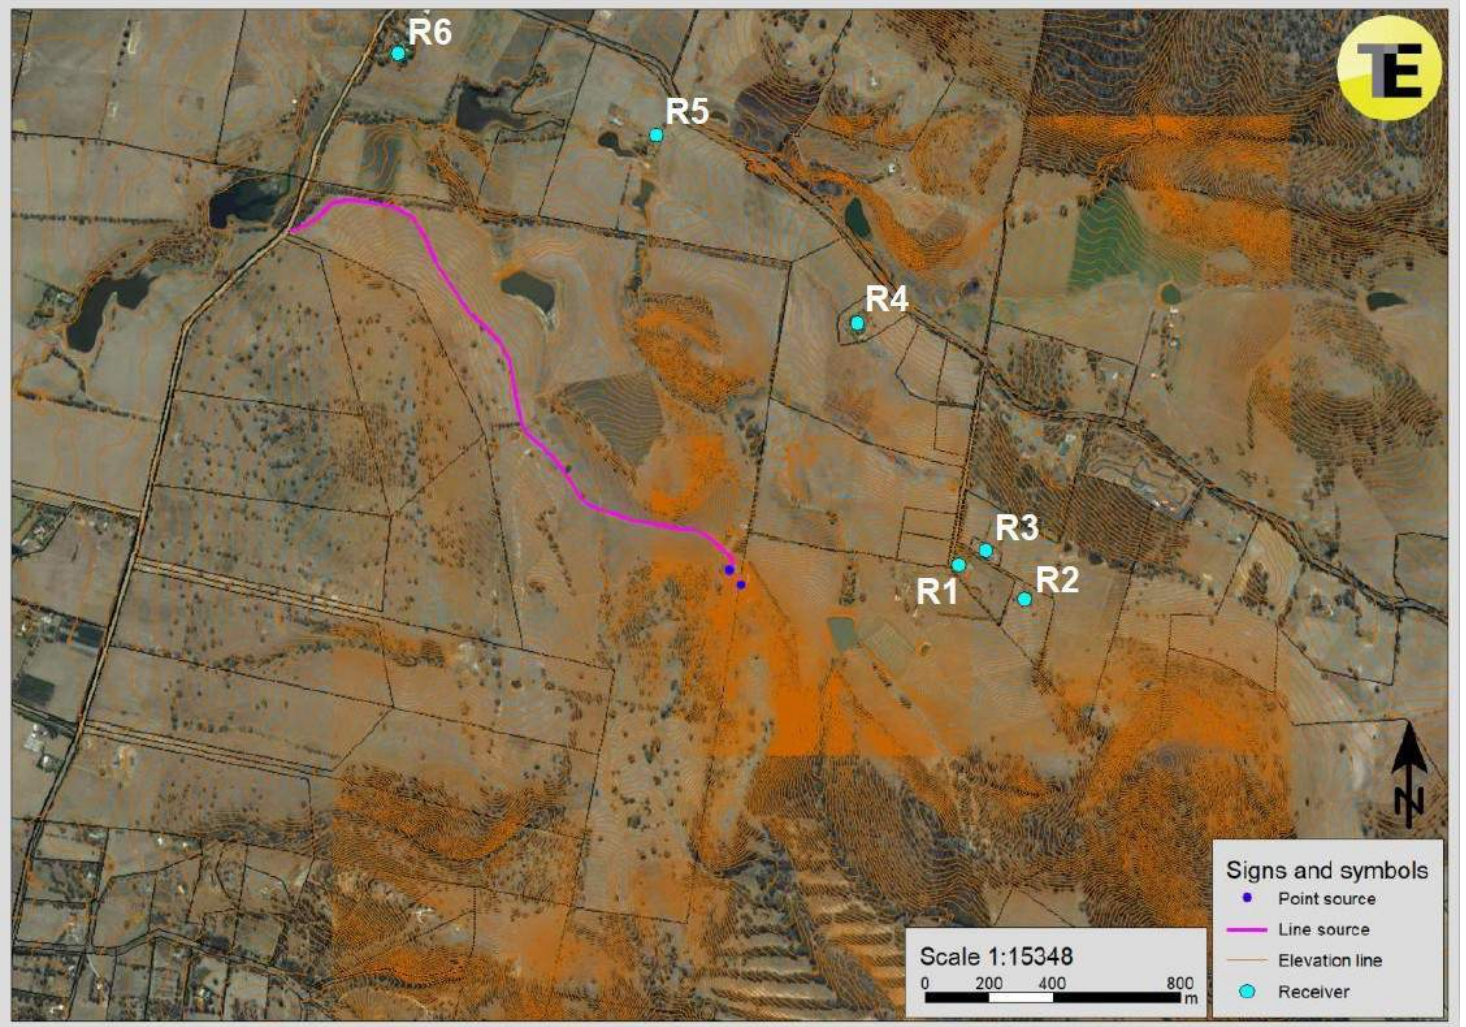 R6
TE
R5
R4
R3
R1
R2
N
Signs and symbols
Point source
Line source
Elevation line
Receiver
Scale 1:15348
0 200 400 800
m